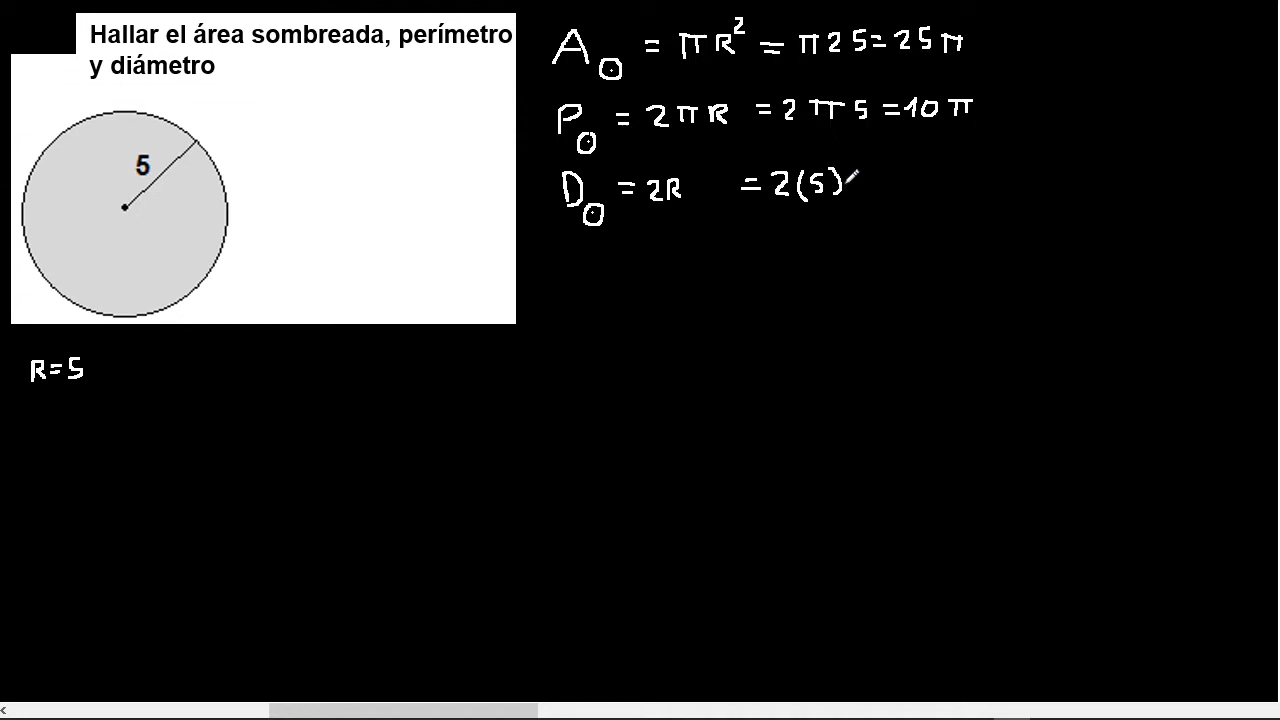 Hallar el área sombreada, perímetro
y diámetro
5
R=5
A⊙ = πR² = π25=25π
P⊙ = 2πR = 2π5 =10π
D⊙ = 2R = 2(5)